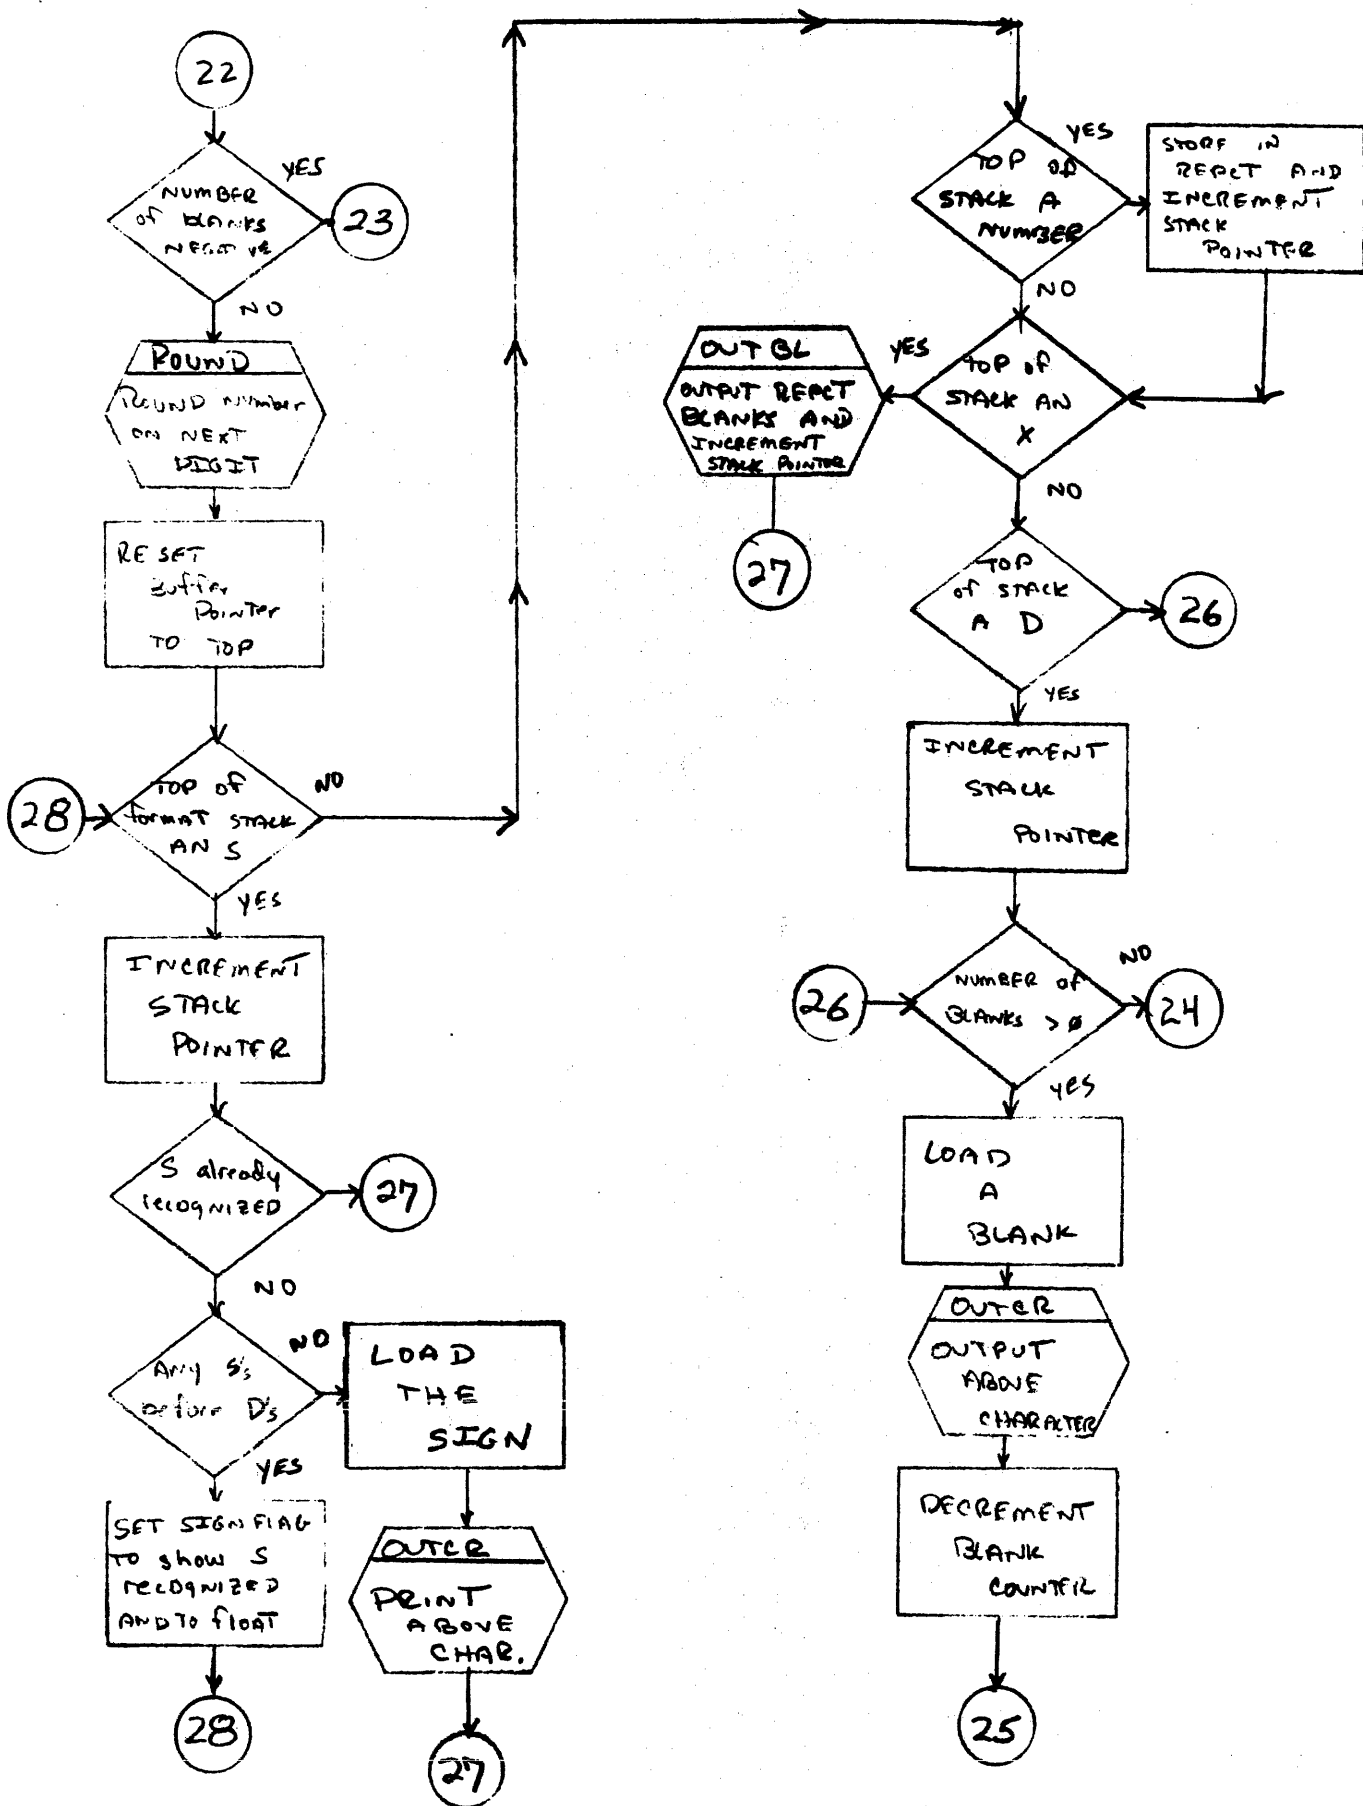 22
NUMBER
of BLANKS
NEGATIVE
YES
23
NO
ROUND
ROUND Number
ON NEXT
DIGIT
RESET
Buffer
POINTER
TO TOP
28
TOP OF
format STACK
AN S
NO
YES
INCREMENT
STACK
POINTER
S already
recognized
27
NO
Any S's
before D's
NO
YES
LOAD
THE
SIGN
SET SIGN FLAG
TO show S
recognized
AND TO float
28
OUTCR
PRINT
ABOVE
CHAR.
27
TOP of
STACK A
NUMBER
YES
STORE IN
REPCT AND
INCREMENT
STACK
POINTER
NO
TOP of
STACK AN
X
YES
OUTBL
OUTPUT REPCT
BLANKS AND
INCREMENT
STACK POINTER
27
NO
TOP
of STACK
A D
26
YES
INCREMENT
STACK
POINTER
26
NUMBER of
BLANKS > 0
NO
24
YES
LOAD
A
BLANK
OUTCR
OUTPUT
ABOVE
CHARACTER
DECREMENT
BLANK
COUNTER
25